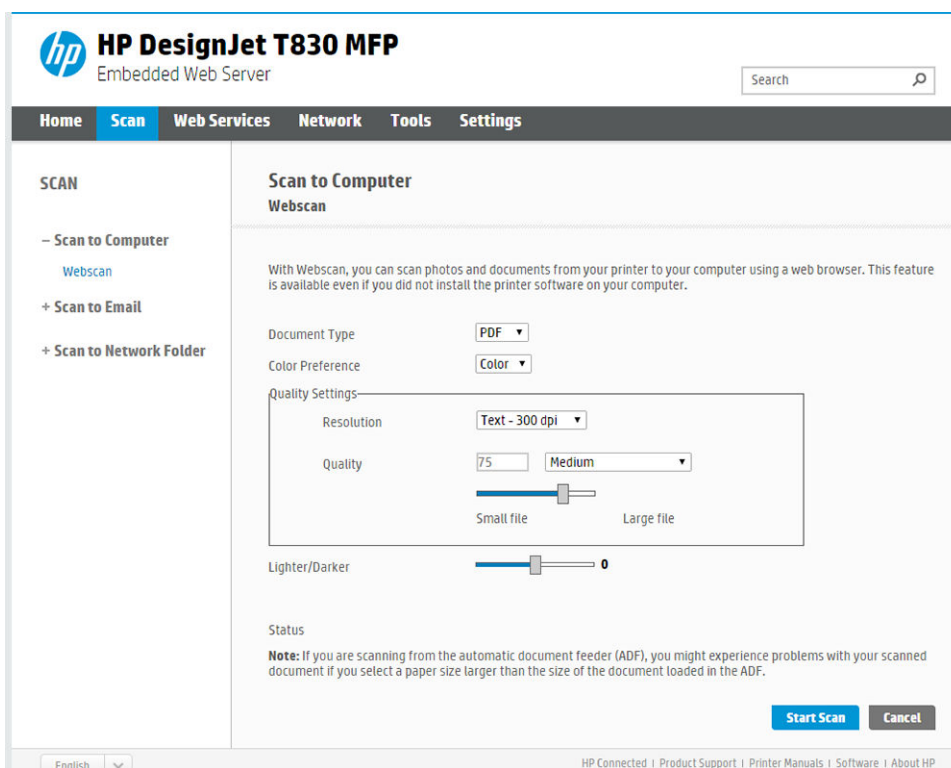 hp HP DesignJet T830 MFP
Embedded Web Server
Search
Home Scan Web Services Network Tools Settings
SCAN
– Scan to Computer
Webscan
+ Scan to Email
+ Scan to Network Folder
Scan to Computer
Webscan
With Webscan, you can scan photos and documents from your printer to your computer using a web browser. This feature
is available even if you did not install the printer software on your computer.
Document Type PDF
Color Preference Color
Quality Settings
Resolution Text - 300 dpi
Quality 75 Medium
Small file Large file
Lighter/Darker 0
Status
Note: If you are scanning from the automatic document feeder (ADF), you might experience problems with your scanned
document if you select a paper size larger than the size of the document loaded in the ADF.
Start Scan Cancel
English HP Connected | Product Support | Printer Manuals | Software | About HP